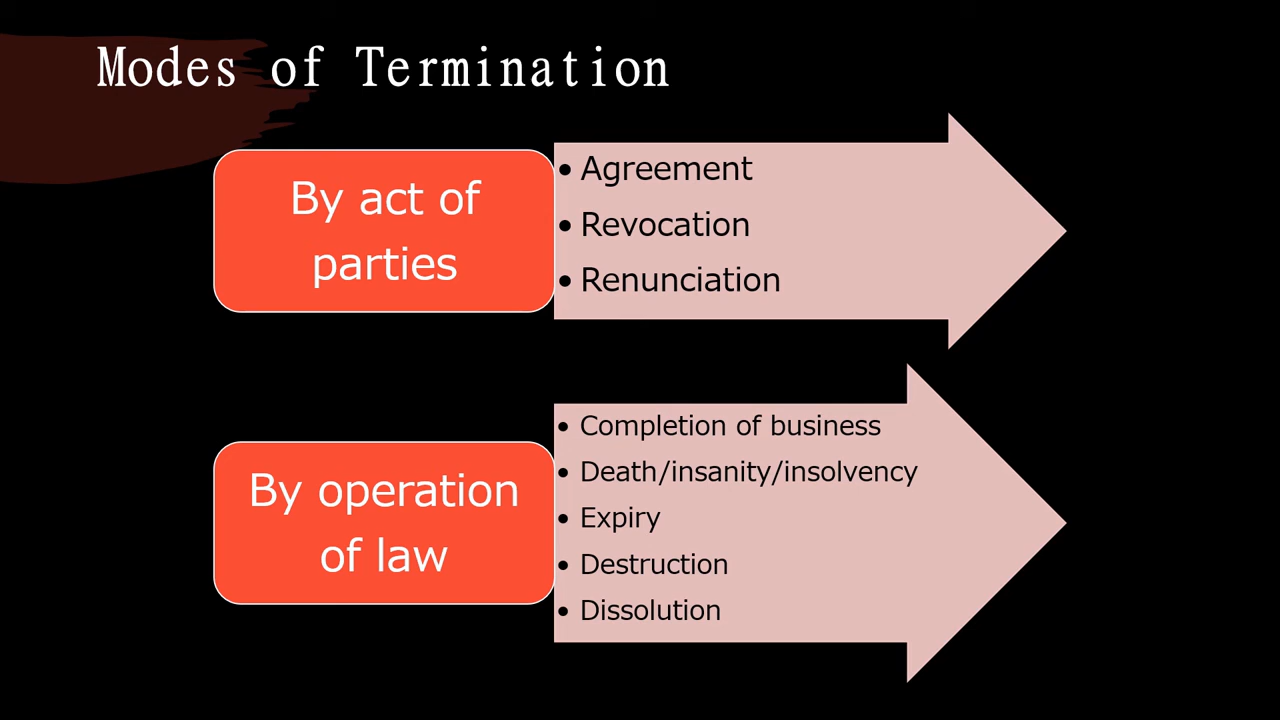 Modes of Termination
By act of
parties
• Agreement
• Revocation
• Renunciation
By operation
of law
• Completion of business
• Death/insanity/insolvency
• Expiry
• Destruction
• Dissolution